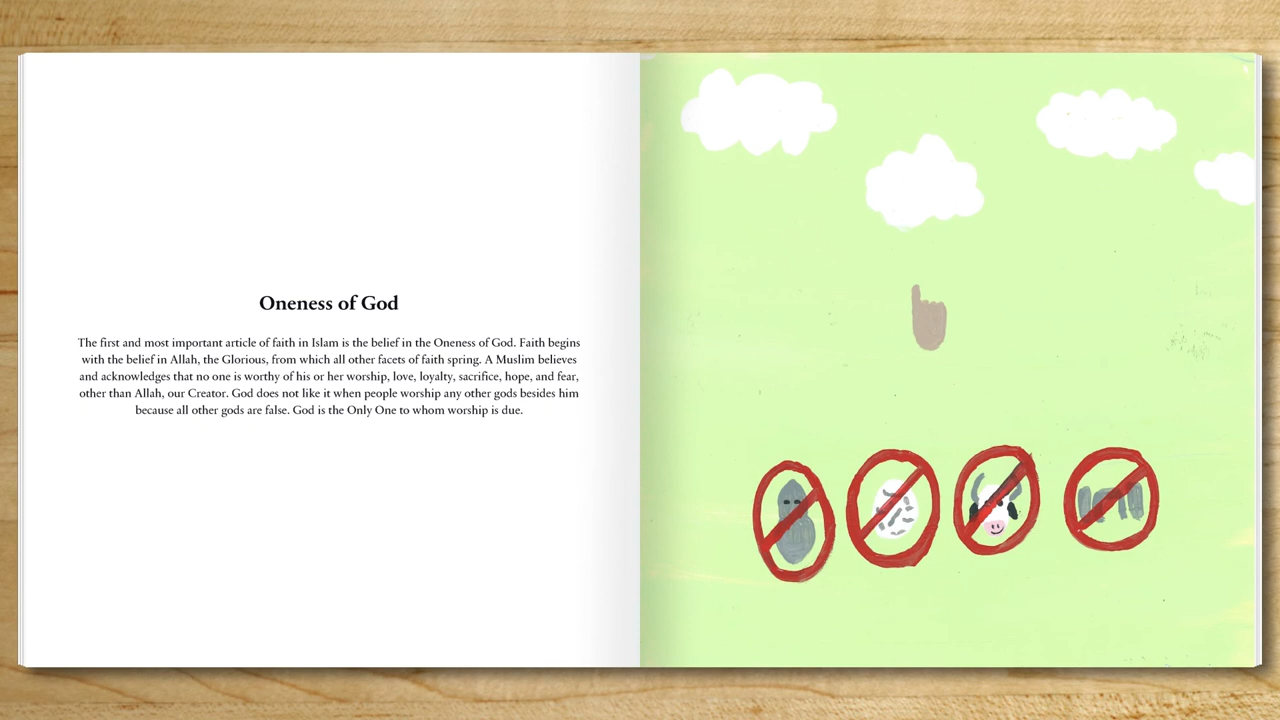 Oneness of God
The first and most important article of faith in Islam is the belief in the Oneness of God. Faith begins
with the belief in Allah, the Glorious, from which all other facets of faith spring. A Muslim believes
and acknowledges that no one is worthy of his or her worship, love, loyalty, sacrifice, hope, and fear,
other than Allah, our Creator. God does not like it when people worship any other gods besides him
because all other gods are false. God is the Only One to whom worship is due.